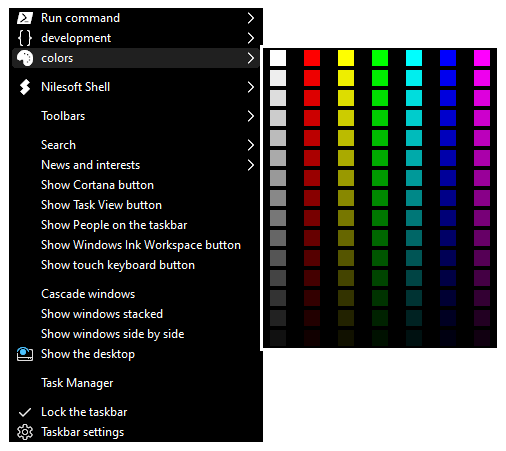 Run command
development
colors
Nilesoft Shell
Toolbars
Search
News and interests
Show Cortana button
Show Task View button
Show People on the taskbar
Show Windows Ink Workspace button
Show touch keyboard button
Cascade windows
Show windows stacked
Show windows side by side
Show the desktop
Task Manager
Lock the taskbar
Taskbar settings